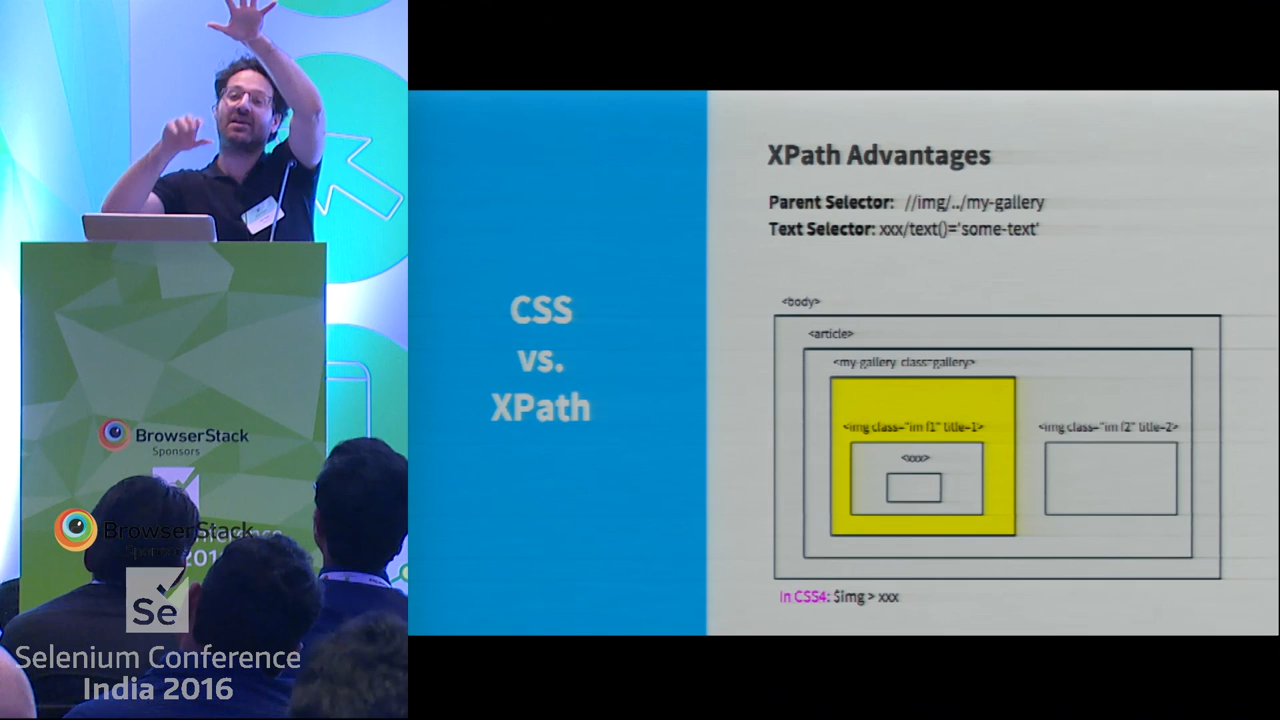 XPath Advantages
Parent Selector: //img/../my-gallery
Text Selector: xxx/text()='some-text'
CSS
vs.
XPath
<body>
<article>
<my-gallery class=gallery>
<img class="im f1" title=1>
<img class="im f2" title=2>
<xxx>
In CSS4: $img > xxx
BrowserStack
Sponsors
BrowserStack
Se
Selenium Conference
India 2016